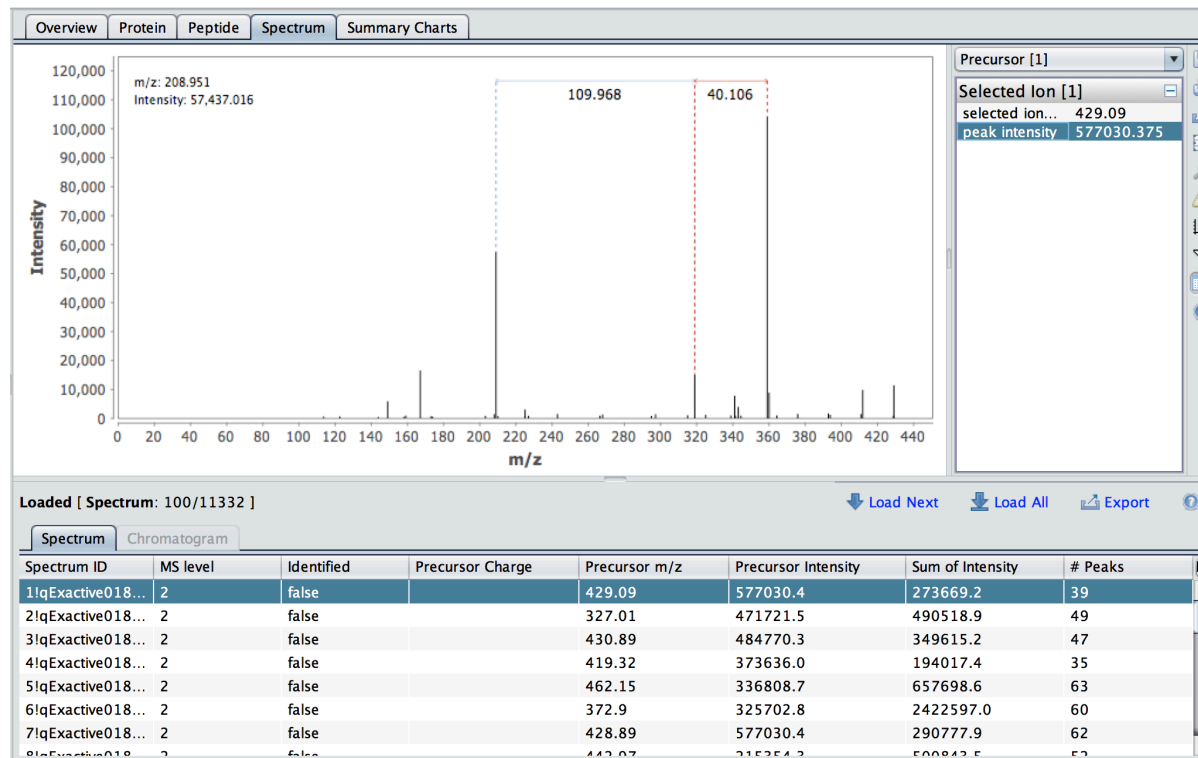 Overview Protein Peptide Spectrum Summary Charts
m/z: 208.951
Intensity: 57,437.016
120,000
110,000
100,000
90,000
80,000
70,000
60,000
50,000
40,000
30,000
20,000
10,000
0
Intensity
109.968 40.106
0 20 40 60 80 100 120 140 160 180 200 220 240 260 280 300 320 340 360 380 400 420 440
m/z
Precursor [1]
Selected Ion [1]
selected ion... 429.09
peak intensity 577030.375
Loaded [ Spectrum: 100/11332 ] Load Next Load All Export
Spectrum Chromatogram
Spectrum ID MS level Identified Precursor Charge Precursor m/z Precursor Intensity Sum of Intensity # Peaks
1!qExactive018... 2 false 429.09 577030.4 273669.2 39
2!qExactive018... 2 false 327.01 471721.5 490518.9 49
3!qExactive018... 2 false 430.89 484770.3 349615.2 47
4!qExactive018... 2 false 419.32 373636.0 194017.4 35
5!qExactive018... 2 false 462.15 336808.7 657698.6 63
6!qExactive018... 2 false 372.9 325702.8 2422597.0 60
7!qExactive018... 2 false 428.89 577030.4 290777.9 62